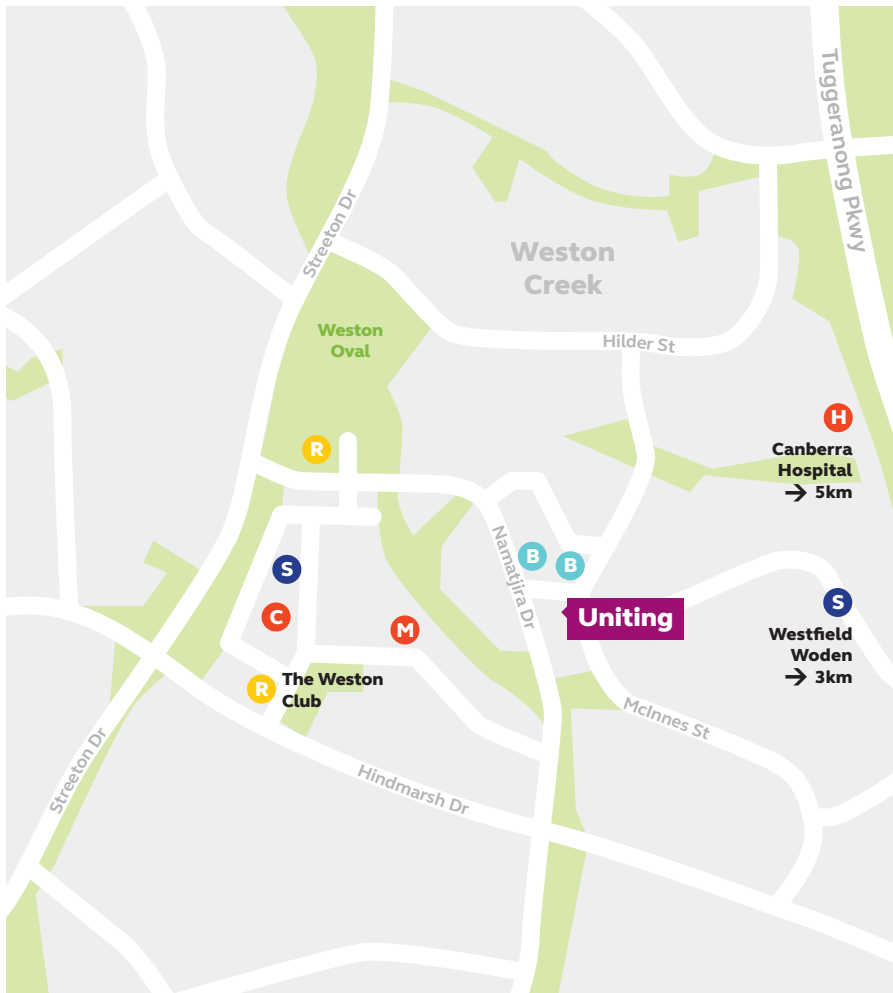 Tuggeranong Pkwy
Streeton Dr
Weston
Creek
Weston
Oval
Hilder St
H
Canberra
Hospital
→ 5km
R
Namatjira Dr
B
B
S
C
M
Uniting
S
Westfield
Woden
→ 3km
R
The Weston
Club
McInnes St
Streeton Dr
Hindmarsh Dr